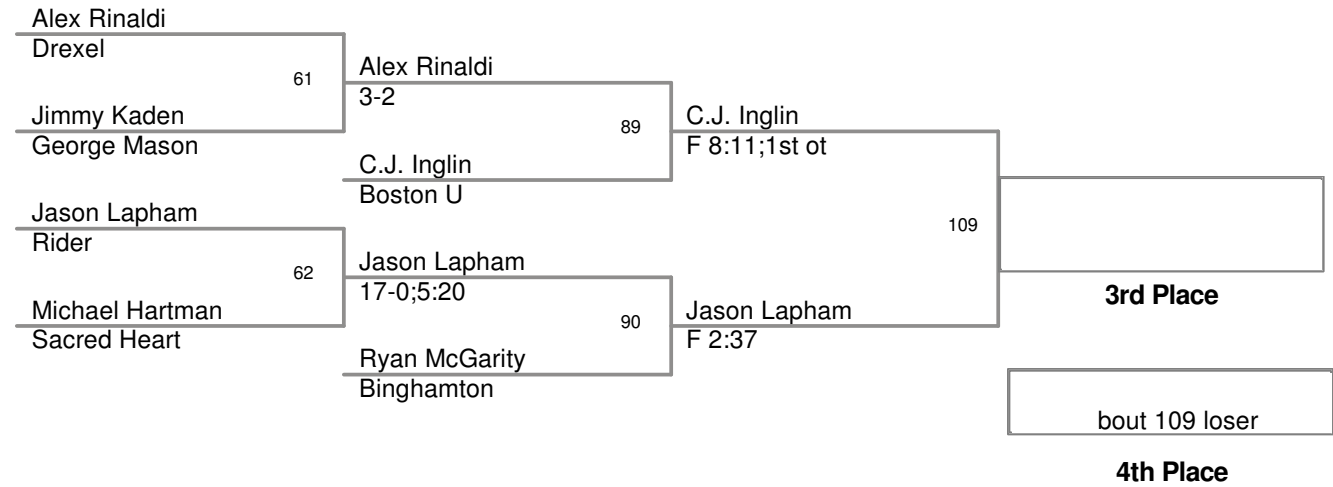 Alex Rinaldi
Drexel
61
Jimmy Kaden
George Mason
Jason Lapham
Rider
62
Michael Hartman
Sacred Heart
Alex Rinaldi
3-2
89
C.J. Inglin
Boston U
Jason Lapham
17-0;5:20
90
Ryan McGarity
Binghamton
C.J. Inglin
F 8:11;1st ot
109
Jason Lapham
F 2:37
3rd Place
bout 109 loser
4th Place